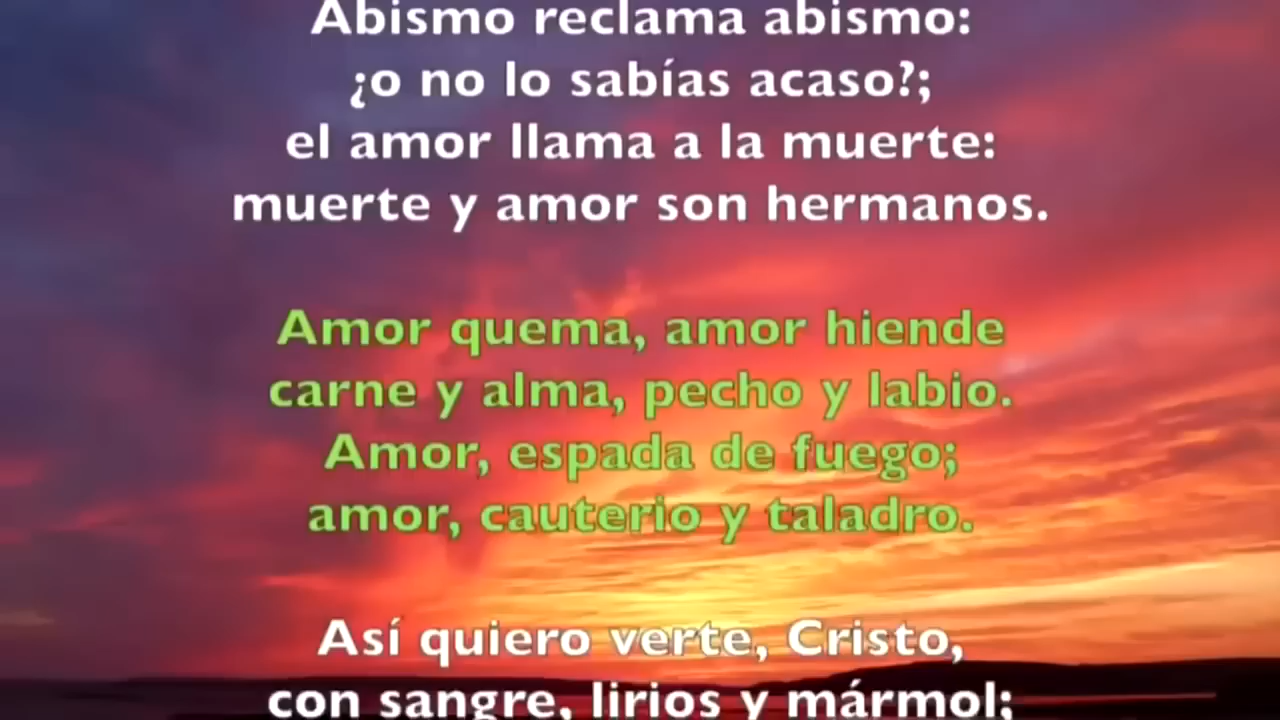 Abismo reclama abismo:
¿o no lo sabías acaso?;
el amor llama a la muerte:
muerte y amor son hermanos.
Amor quema, amor hiende
carne y alma, pecho y labio.
Amor, espada de fuego;
amor, cauterio y taladro.
Así quiero verte, Cristo,
con sangre, lirios y mármol;